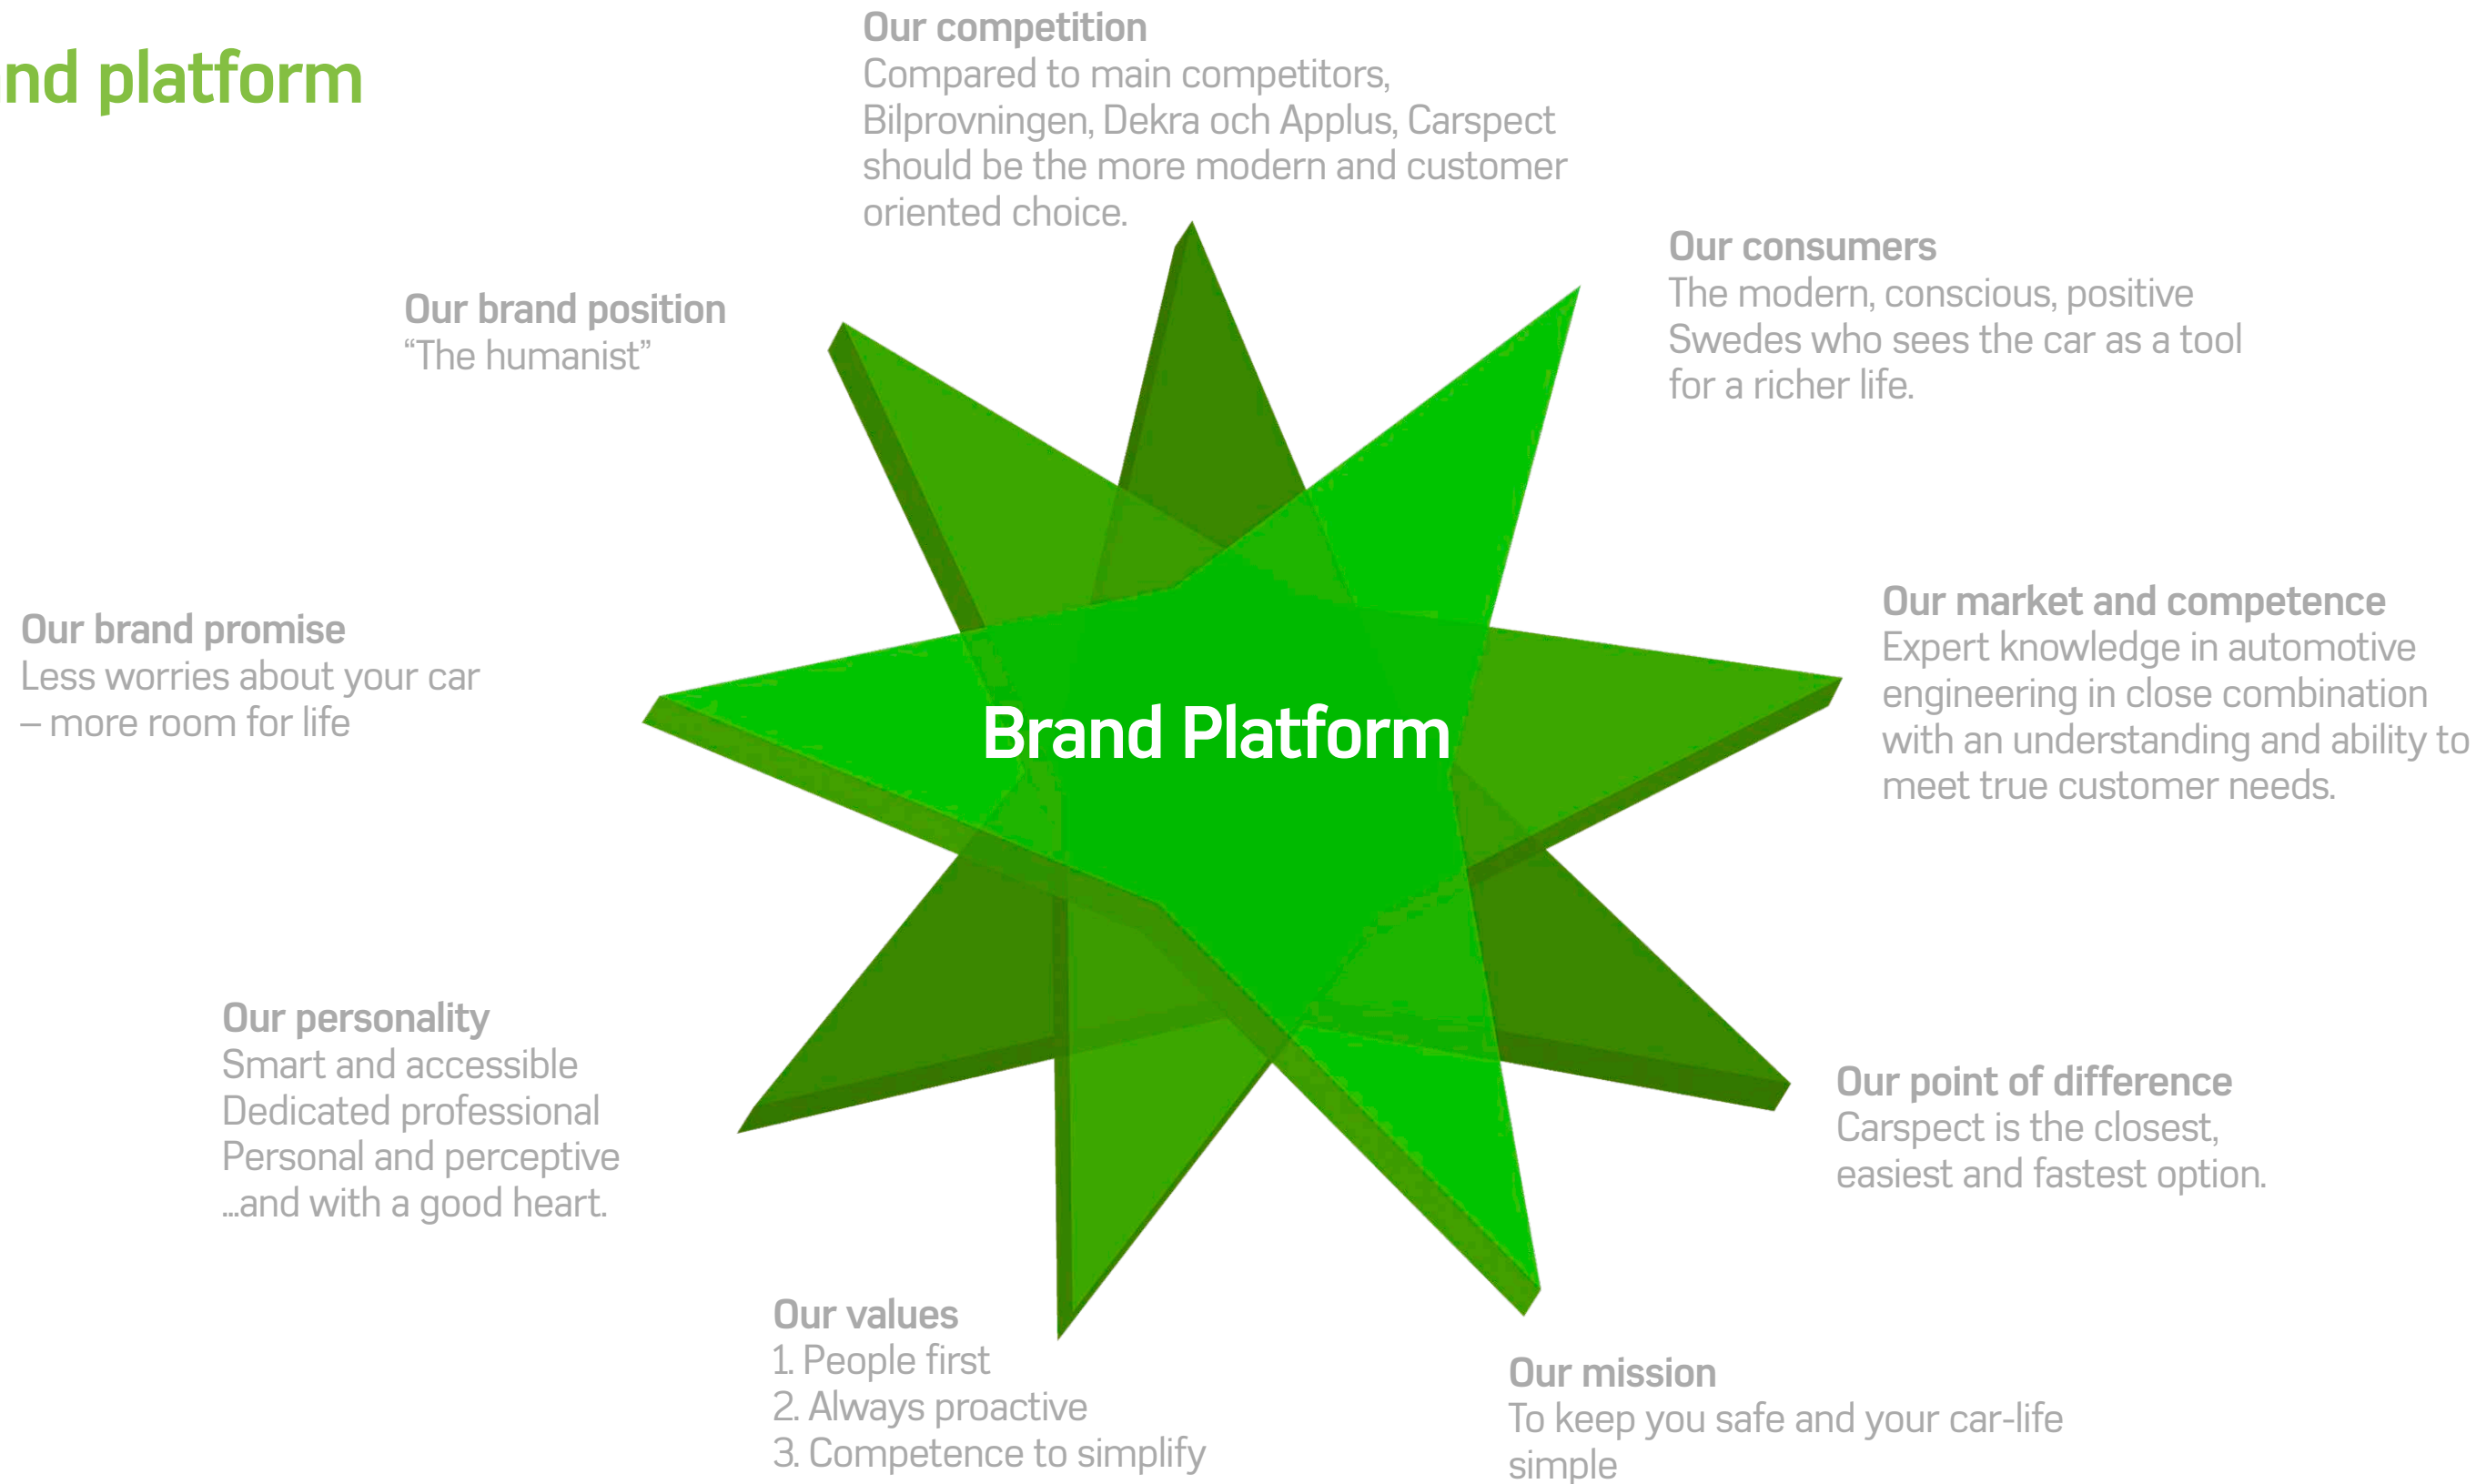 nd platform
Our competition
Compared to main competitors,
Bilprovningen, Dekra och Applus, Carspect
should be the more modern and customer
oriented choice.
Our consumers
The modern, conscious, positive
Swedes who sees the car as a tool
for a richer life.
Our brand position
“The humanist”
Our market and competence
Expert knowledge in automotive
engineering in close combination
with an understanding and ability to
meet true customer needs.
Our brand promise
Less worries about your car
– more room for life
Brand Platform
Our personality
Smart and accessible
Dedicated professional
Personal and perceptive
...and with a good heart.
Our point of difference
Carspect is the closest,
easiest and fastest option.
Our values
1. People first
2. Always proactive
3. Competence to simplify
Our mission
To keep you safe and your car-life
simple